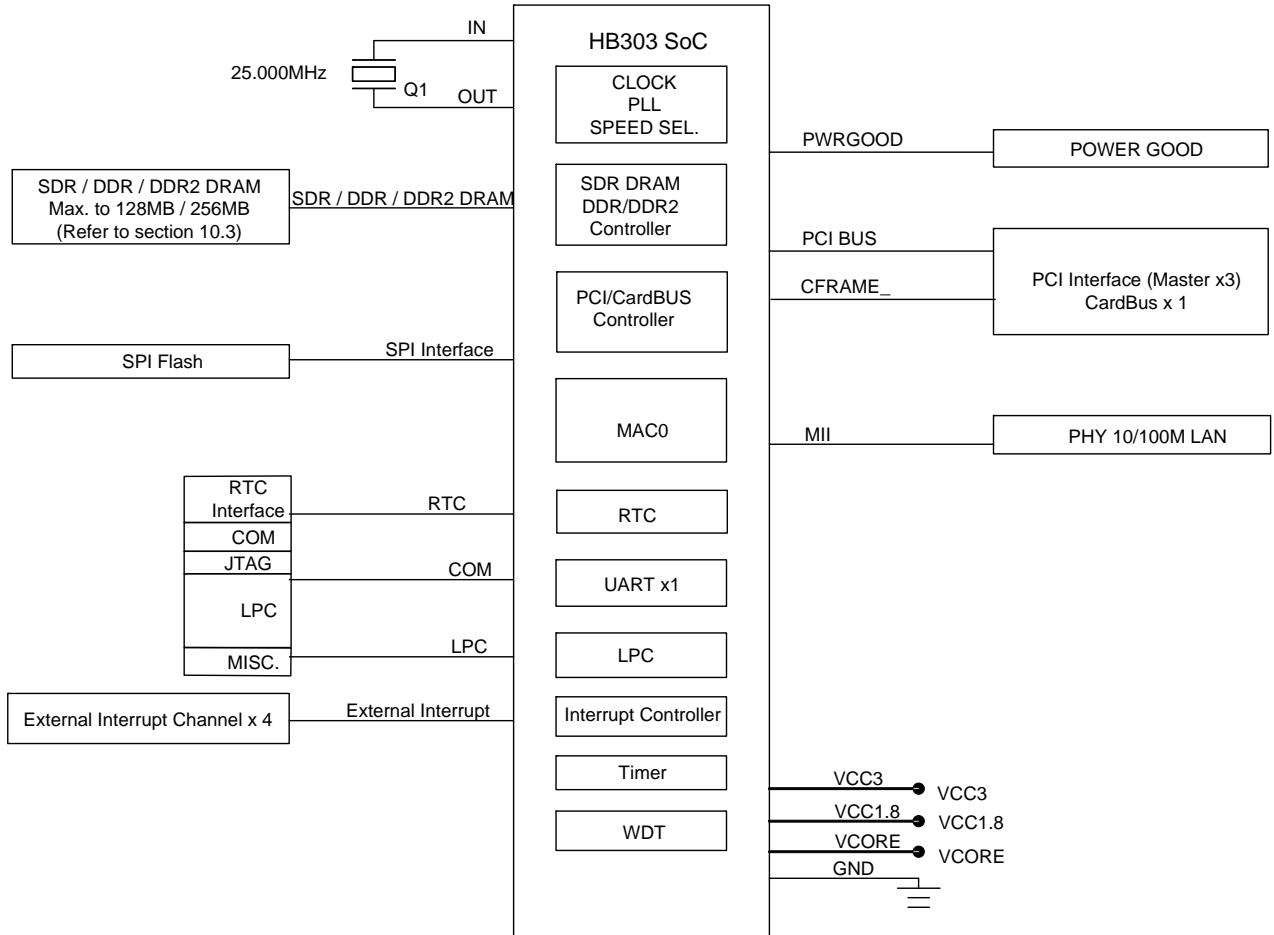 IN
25.000MHz
Q1
OUT
SDR / DDR / DDR2 DRAM
Max. to 128MB / 256MB
(Refer to section 10.3)
SDR / DDR / DDR2 DRAM
SPI Flash
SPI Interface
RTC
Interface
COM
JTAG
LPC
MISC.
RTC
COM
LPC
External Interrupt Channel x 4
External Interrupt
HB303 SoC
CLOCK
PLL
SPEED SEL.
SDR DRAM
DDR/DDR2
Controller
PCI/CardBUS
Controller
MAC0
RTC
UART x1
LPC
Interrupt Controller
Timer
WDT
PWRGOOD
POWER GOOD
PCI BUS
CFRAME_
PCI Interface (Master x3)
CardBus x 1
MII
PHY 10/100M LAN
VCC3
VCC3
VCC1.8
VCC1.8
VCORE
VCORE
GND